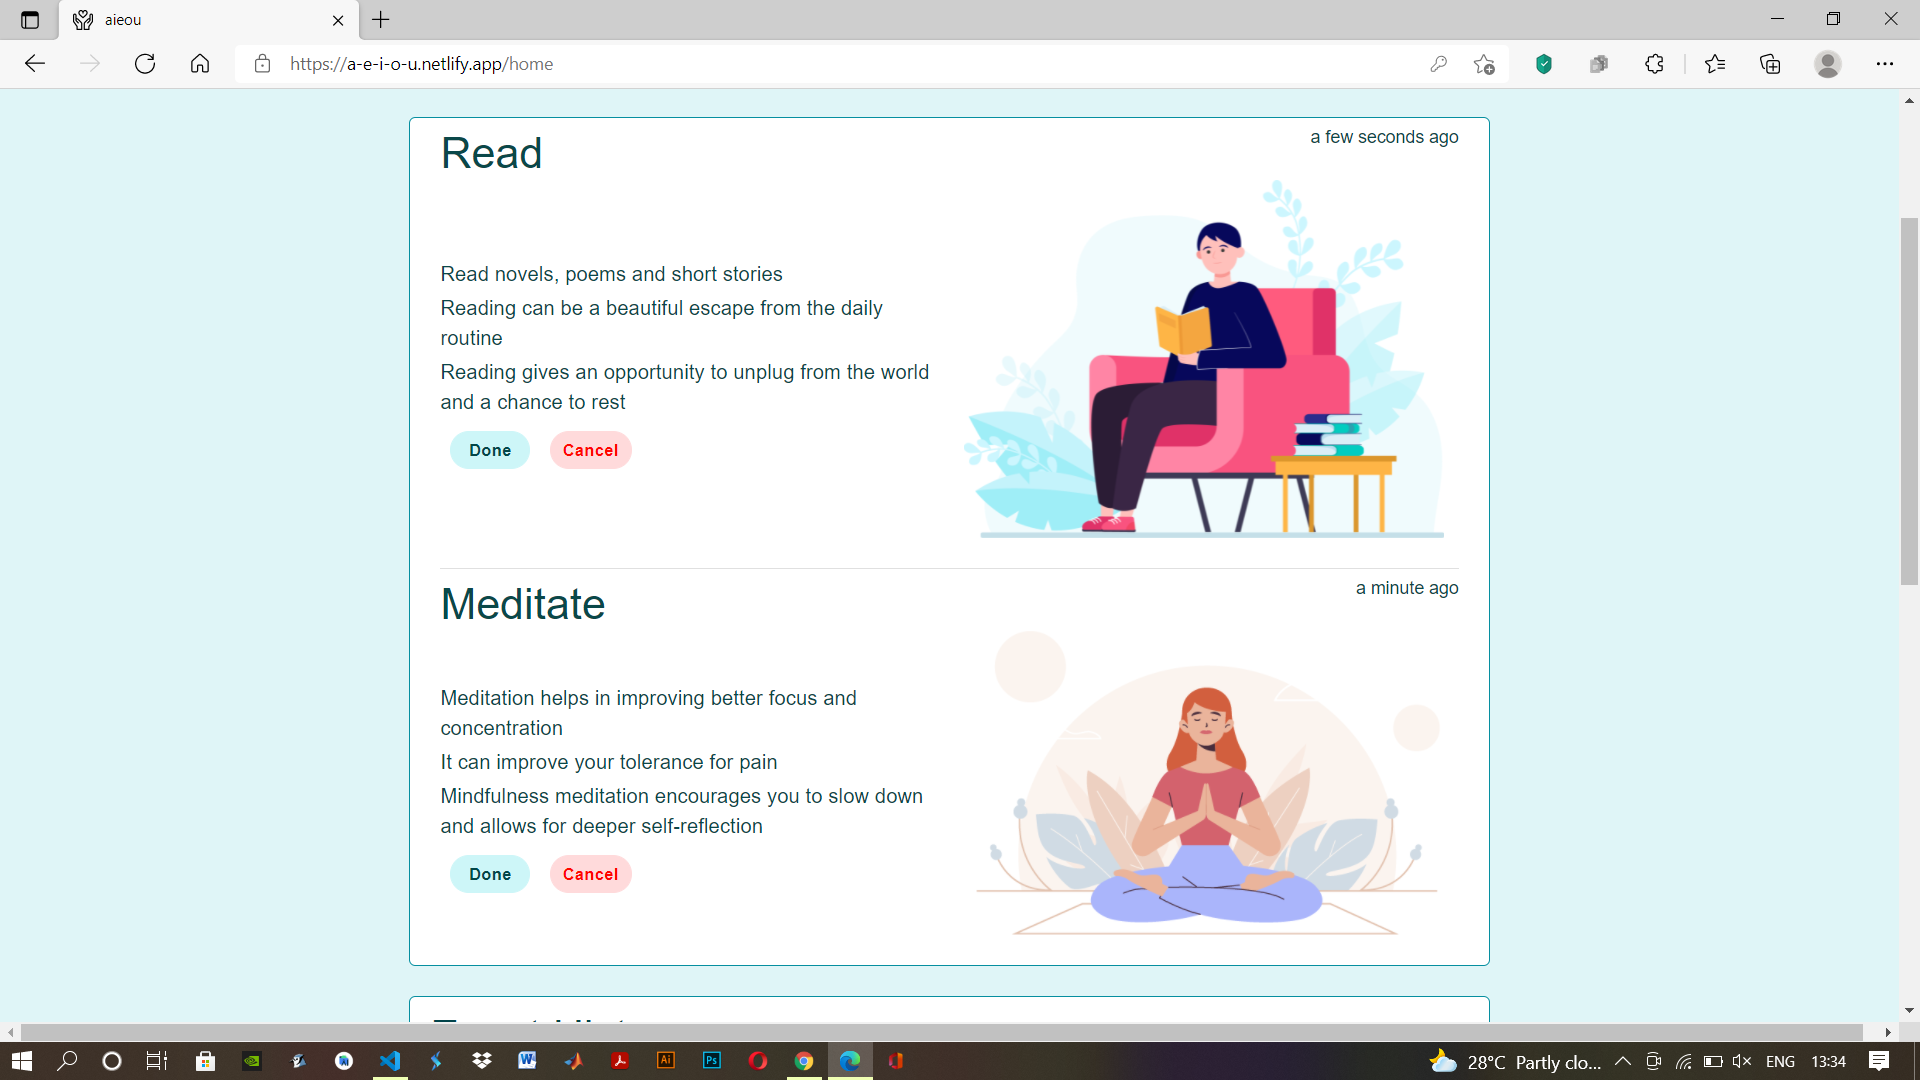 aieou
https://a-e-i-o-u.netlify.app/home
Read
a few seconds ago
Read novels, poems and short stories
Reading can be a beautiful escape from the daily
routine
Reading gives an opportunity to unplug from the world
and a chance to rest
Done Cancel
Meditate
a minute ago
Meditation helps in improving better focus and
concentration
It can improve your tolerance for pain
Mindfulness meditation encourages you to slow down
and allows for deeper self-reflection
Done Cancel
W Ai Ps 28°C Partly clo... ENG 13:34